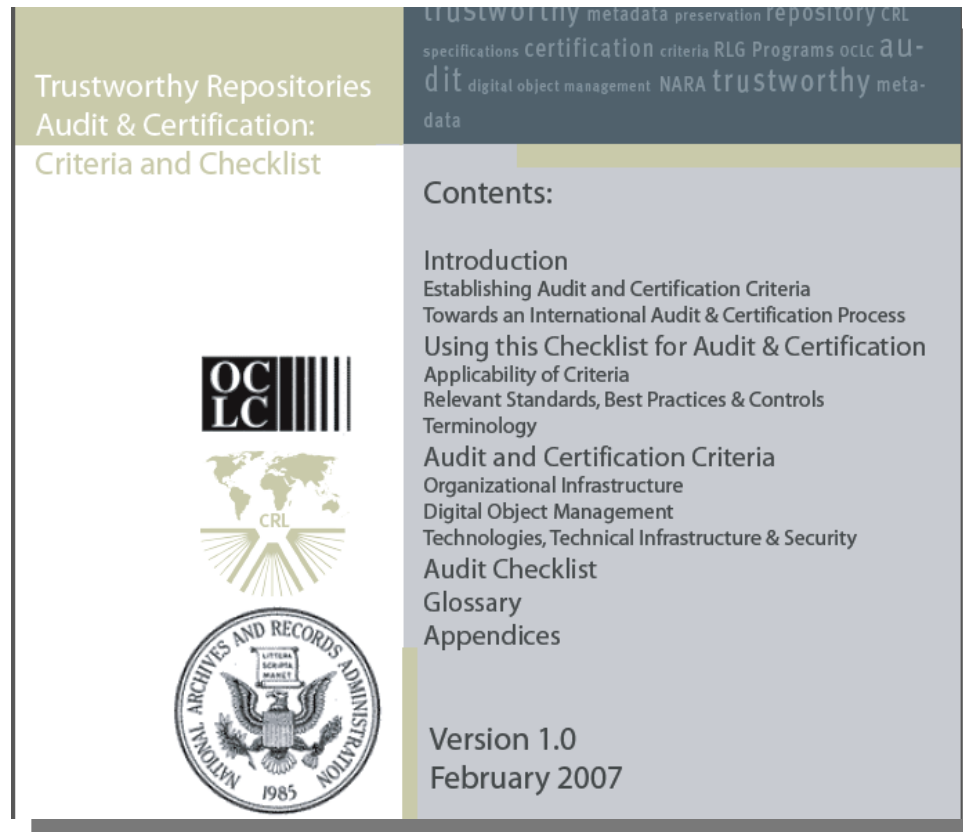 Trustworthy Repositories
Audit & Certification:
Criteria and Checklist
trustworthy metadata preservation repository CRL
specifications certification criteria RLG Programs OCLC au-
dit digital object management NARA trustworthy meta-
data
Contents:
Introduction
Establishing Audit and Certification Criteria
Towards an International Audit & Certification Process
Using this Checklist for Audit & Certification
Applicability of Criteria
Relevant Standards, Best Practices & Controls
Terminology
Audit and Certification Criteria
Organizational Infrastructure
Digital Object Management
Technologies, Technical Infrastructure & Security
Audit Checklist
Glossary
Appendices
Version 1.0
February 2007
OC
LC
CRL
NATIONAL ARCHIVES AND RECORDS ADMINISTRATION
LITTERA
SCRIPTA
MANET
1985